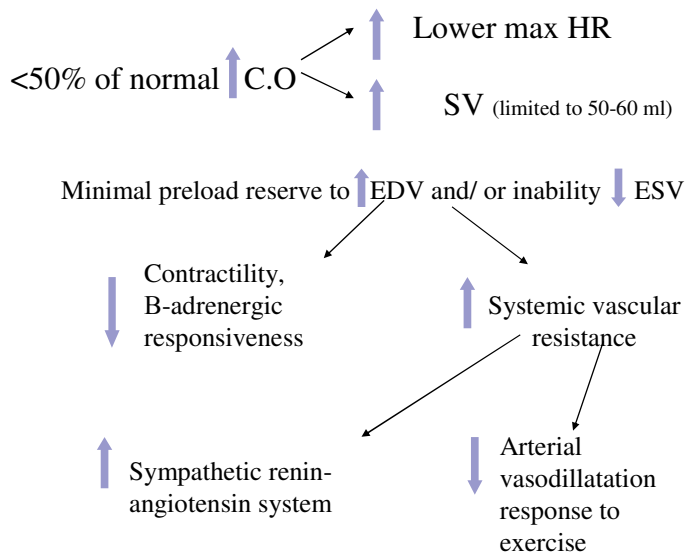 Lower max HR
<50% of normal C.O
SV (limited to 50-60 ml)
Minimal preload reserve to EDV and/ or inability ESV
Contractility,
B-adrenergic
responsiveness
Systemic vascular
resistance
Sympathetic renin-
angiotensin system
Arterial
vasodillatation
response to
exercise